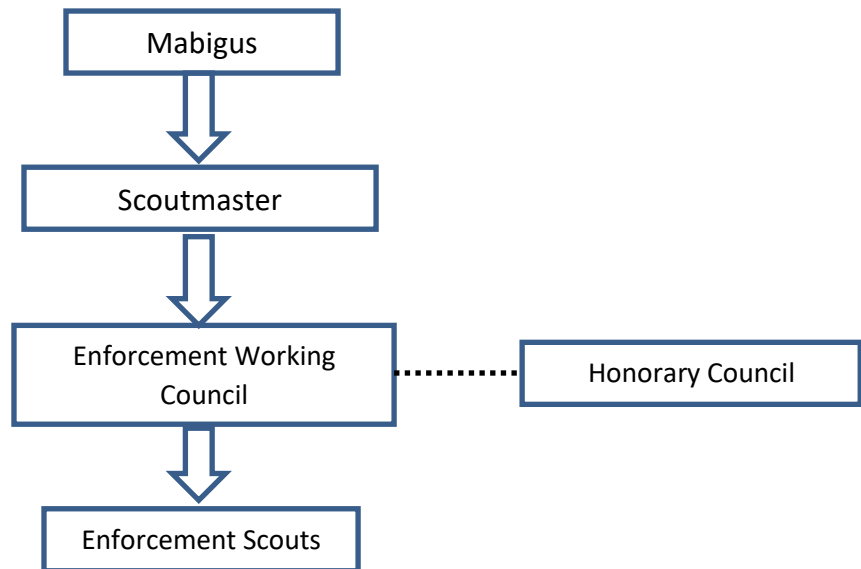 Mabigus
Scoutmaster
Enforcement Working
Council
Honorary Council
Enforcement Scouts